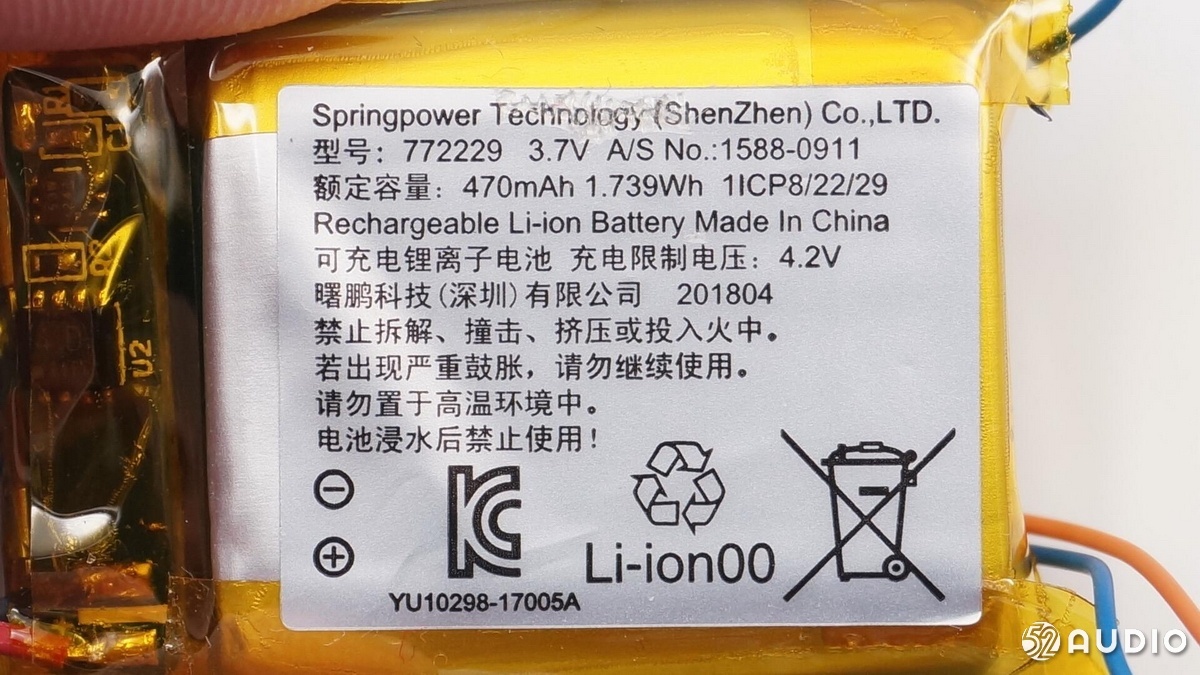 Springpower Technology (ShenZhen) Co.,LTD.
型号：772229 3.7V A/S No.:1588-0911
额定容量：470mAh 1.739Wh 1ICP8/22/29
Rechargeable Li-ion Battery Made In China
可充电锂离子电池 充电限制电压：4.2V
曙鹏科技(深圳)有限公司 201804
禁止拆解、撞击、挤压或投入火中。
若出现严重鼓胀，请勿继续使用。
请勿置于高温环境中。
电池浸水后禁止使用！
Li-ion00
YU10298-17005A
U2
52 AUDIO